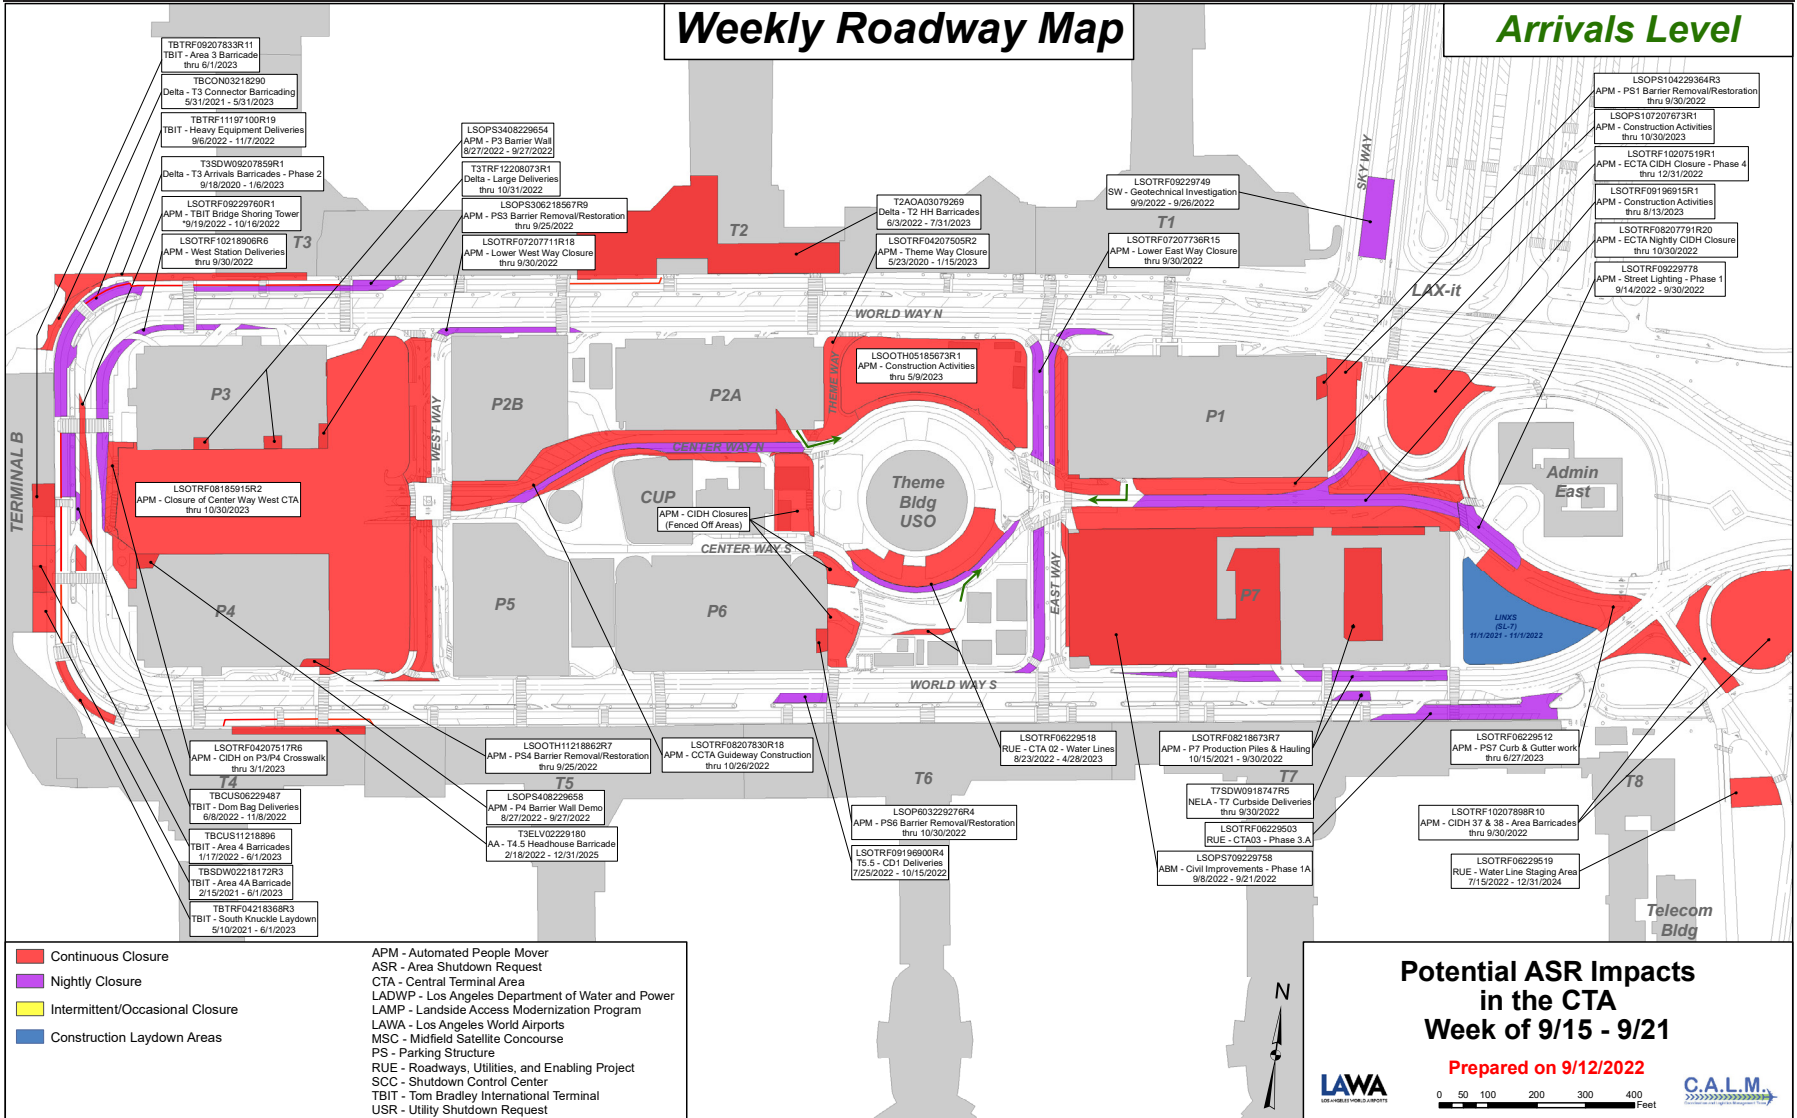 Weekly Roadway Map
Arrivals Level
TBTRF09207833R11
TBIT - Area 3 Barricade
thru 6/1/2023
TBCON03218290
Delta - T3 Connector Barricading
5/31/2021 - 5/31/2023
TBTRF11197100R19
TBIT - Heavy Equipment Deliveries
9/6/2022 - 11/7/2022
T3SDW09207859R1
Delta - T3 Arrivals Barricades - Phase 2
9/18/2020 - 1/6/2023
LSOTRF09229760R1
APM - TBIT Bridge Shoring Tower
*9/19/2022 - 10/16/2022
LSOTRF10218906R6
APM - West Station Deliveries
thru 9/30/2022
LSOPS3408229654
APM - P3 Barrier Wall
8/27/2022 - 9/27/2022
T3TRF12208073R1
Delta - Large Deliveries
thru 10/31/2022
LSOPS306218567R9
APM - PS3 Barrier Removal/Restoration
thru 9/25/2022
LSOTRF07207711R18
APM - Lower West Way Closure
thru 9/30/2022
T2AOA03079269
Delta - T2 HH Barricades
6/3/2022 - 7/31/2023
LSOTRF04207505R2
APM - Theme Way Closure
5/23/2020 - 1/15/2023
LSOTRF09229749
SW - Geotechnical Investigation
9/9/2022 - 9/26/2022
LSOTRF07207736R15
APM - Lower East Way Closure
thru 9/30/2022
LSOPS104229364R3
APM - PS1 Barrier Removal/Restoration
thru 9/30/2022
LSOPS107207673R1
APM - Construction Activities
thru 10/30/2023
LSOTRF10207519R1
APM - ECTA CIDH Closure - Phase 4
thru 12/31/2022
LSOTRF09196915R1
APM - Construction Activities
thru 8/13/2023
LSOTRF08207791R20
APM - ECTA Nightly CIDH Closure
thru 10/30/2022
LSOTRF09229778
APM - Street Lighting - Phase 1
9/14/2022 - 9/30/2022
T3
T2
T1
SKY WAY
LAX-it
WORLD WAY N
LSOOTH05185673R1
APM - Construction Activities
thru 5/9/2023
THEME WAY
P3
P2B
P2A
P1
WEST WAY
CENTER WAY N
TERMINAL B
LSOTRF08185915R2
APM - Closure of Center Way West CTA
thru 10/30/2023
CUP
Theme
Bldg
USO
Admin
East
APM - CIDH Closures
(Fenced Off Areas)
CENTER WAY S
EAST WAY
P4
P5
P6
P7
LINXS
(SL-7)
11/1/2021 - 11/1/2022
WORLD WAY S
LSOTRF04207517R6
APM - CIDH on P3/P4 Crosswalk
thru 3/1/2023
T4
TBCUS06229487
TBIT - Dom Bag Deliveries
6/8/2022 - 11/8/2022
TBCUS11218896
TBIT - Area 4 Barricades
1/17/2022 - 6/1/2023
TBSDW02218172R3
TBIT - Area 4A Barricade
2/15/2021 - 6/1/2023
TBTRF04218368R3
TBIT - South Knuckle Laydown
5/10/2021 - 6/1/2023
LSOOTH11218862R7
APM - PS4 Barrier Removal/Restoration
thru 9/25/2022
T5
LSOPS408229658
APM - P4 Barrier Wall Demo
8/27/2022 - 9/27/2022
T3ELV02229180
AA - T4.5 Headhouse Barricade
2/18/2022 - 12/31/2025
LSOTRF08207830R18
APM - CCTA Guideway Construction
thru 10/26/2022
T6
LSOP603229276R4
APM - PS6 Barrier Removal/Restoration
thru 10/30/2022
LSOTRF09196900R4
T5.5 - CD1 Deliveries
7/25/2022 - 10/15/2022
LSOTRF06229518
RUE - CTA 02 - Water Lines
8/23/2022 - 4/28/2023
LSOTRF08218673R7
APM - P7 Production Piles & Hauling
10/15/2021 - 9/30/2022
T7
T7SDW0918747R5
NELA - T7 Curbside Deliveries
thru 9/30/2022
LSOTRF06229503
RUE - CTA03 - Phase 3.A
LSOPS709229758
ABM - Civil Improvements - Phase 1A
9/8/2022 - 9/21/2022
LSOTRF06229512
APM - PS7 Curb & Gutter work
thru 6/27/2023
T8
LSOTRF10207898R10
APM - CIDH 37 & 38 - Area Barricades
thru 9/30/2022
LSOTRF06229519
RUE - Water Line Staging Area
7/15/2022 - 12/31/2024
Telecom
Bldg
Continuous Closure
Nightly Closure
Intermittent/Occasional Closure
Construction Laydown Areas
APM - Automated People Mover
ASR - Area Shutdown Request
CTA - Central Terminal Area
LADWP - Los Angeles Department of Water and Power
LAMP - Landside Access Modernization Program
LAWA - Los Angeles World Airports
MSC - Midfield Satellite Concourse
PS - Parking Structure
RUE - Roadways, Utilities, and Enabling Project
SCC - Shutdown Control Center
TBIT - Tom Bradley International Terminal
USR - Utility Shutdown Request
N
Potential ASR Impacts
in the CTA
Week of 9/15 - 9/21
Prepared on 9/12/2022
LAWA
LOS ANGELES WORLD AIRPORTS
0 50 100 200 300 400
Feet
C.A.L.M.